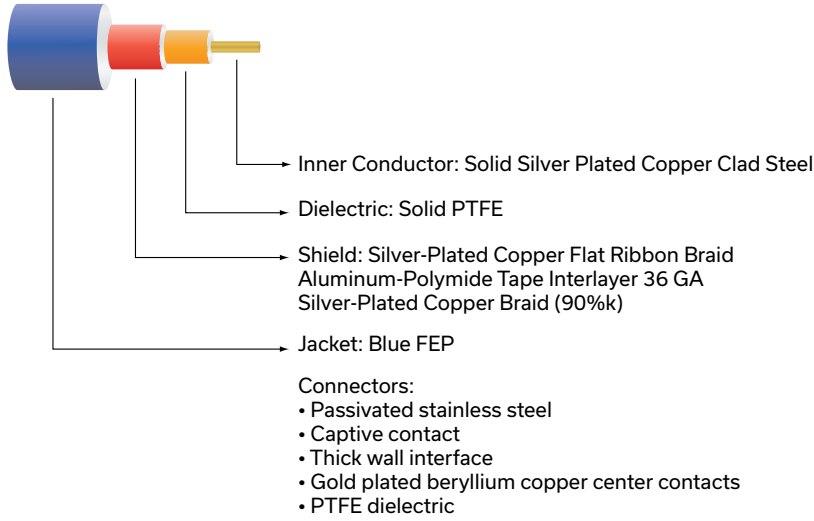 Inner Conductor: Solid Silver Plated Copper Clad Steel
Dielectric: Solid PTFE
Shield: Silver-Plated Copper Flat Ribbon Braid
Aluminum-Polymide Tape Interlayer 36 GA
Silver-Plated Copper Braid (90%k)
Jacket: Blue FEP
Connectors:
• Passivated stainless steel
• Captive contact
• Thick wall interface
• Gold plated beryllium copper center contacts
• PTFE dielectric